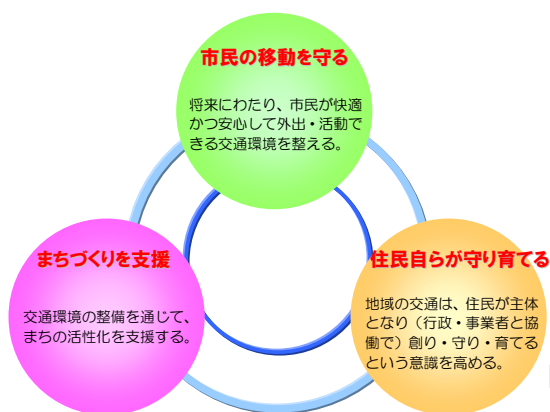 市民の移動を守る
将来にわたり、市民が快適
かつ安心して外出・活動で
きる交通環境を整える。
まちづくりを支援
交通環境の整備を通じて、
まちの活性化を支援する。
住民自らが守り育てる
地域の交通は、住民が主体
となり（行政・事業者と協
働で）創り・守り・育てる
という意識を高める。